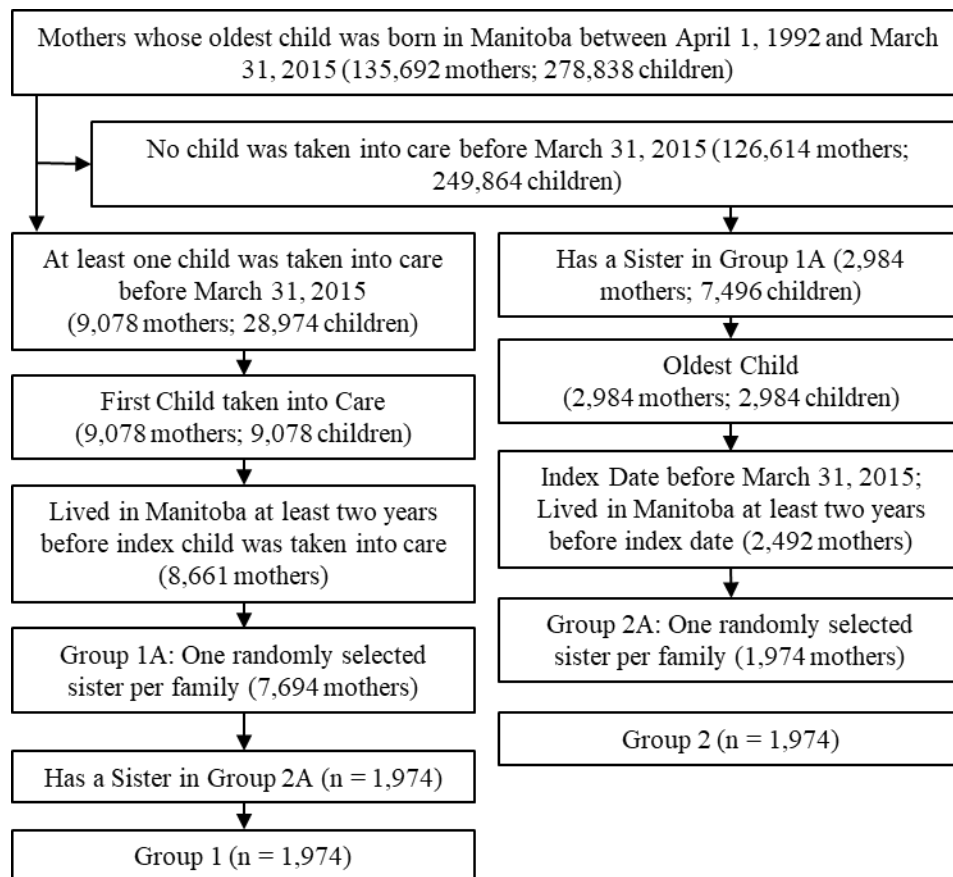 Mothers whose oldest child was born in Manitoba between April 1, 1992 and March
31, 2015 (135,692 mothers; 278,838 children)
No child was taken into care before March 31, 2015 (126,614 mothers;
249,864 children)
At least one child was taken into care
before March 31, 2015
(9,078 mothers; 28,974 children)
First Child taken into Care
(9,078 mothers; 9,078 children)
Lived in Manitoba at least two years
before index child was taken into care
(8,661 mothers)
Group 1A: One randomly selected
sister per family (7,694 mothers)
Has a Sister in Group 2A (n = 1,974)
Group 1 (n = 1,974)
Has a Sister in Group 1A (2,984
mothers; 7,496 children)
Oldest Child
(2,984 mothers; 2,984 children)
Index Date before March 31, 2015;
Lived in Manitoba at least two years
before index date (2,492 mothers)
Group 2A: One randomly selected
sister per family (1,974 mothers)
Group 2 (n = 1,974)